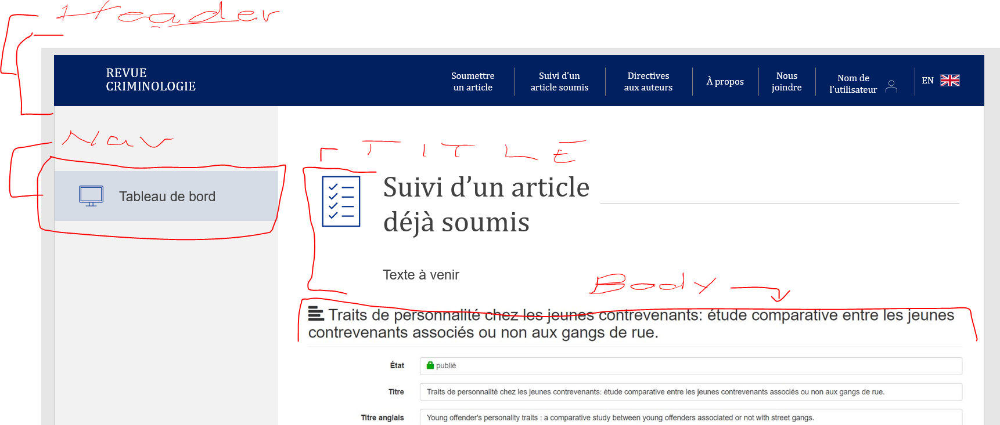 Header
REVUE
CRIMINOLOGIE
Soumettre
un article
Suivi d’un
article soumis
Directives
aux auteurs
À propos
Nous
joindre
Nom de
l’utilisateur
EN
Nav
Tableau de bord
TITLE
Suivi d’un article
déjà soumis
Texte à venir
Body
Traits de personnalité chez les jeunes contrevenants: étude comparative entre les jeunes
contrevenants associés ou non aux gangs de rue.
État publié
Titre Traits de personnalité chez les jeunes contrevenants: étude comparative entre les jeunes contrevenants associés ou non aux gangs de rue.
Titre anglais Young offender's personality traits : a comparative study between young offenders associated or not with street gangs.